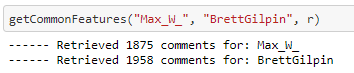 getCommonFeatures("Max_W_", "BrettGilpin", r)
------ Retrieved 1875 comments for: Max_W_
------ Retrieved 1958 comments for: BrettGilpin